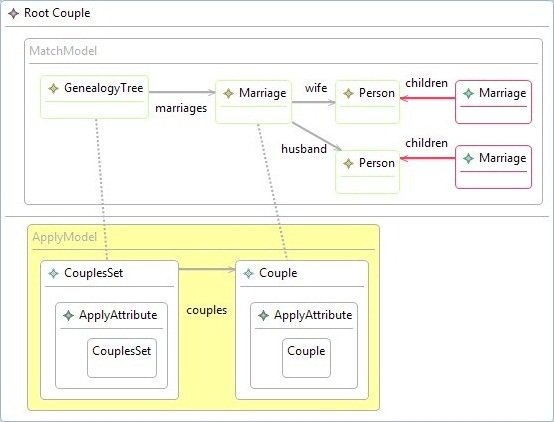 Root Couple
MatchModel
GenealogyTree
marriages
Marriage
wife
Person
children
Marriage
husband
Person
children
Marriage
ApplyModel
CouplesSet
couples
Couple
ApplyAttribute
ApplyAttribute
CouplesSet
Couple